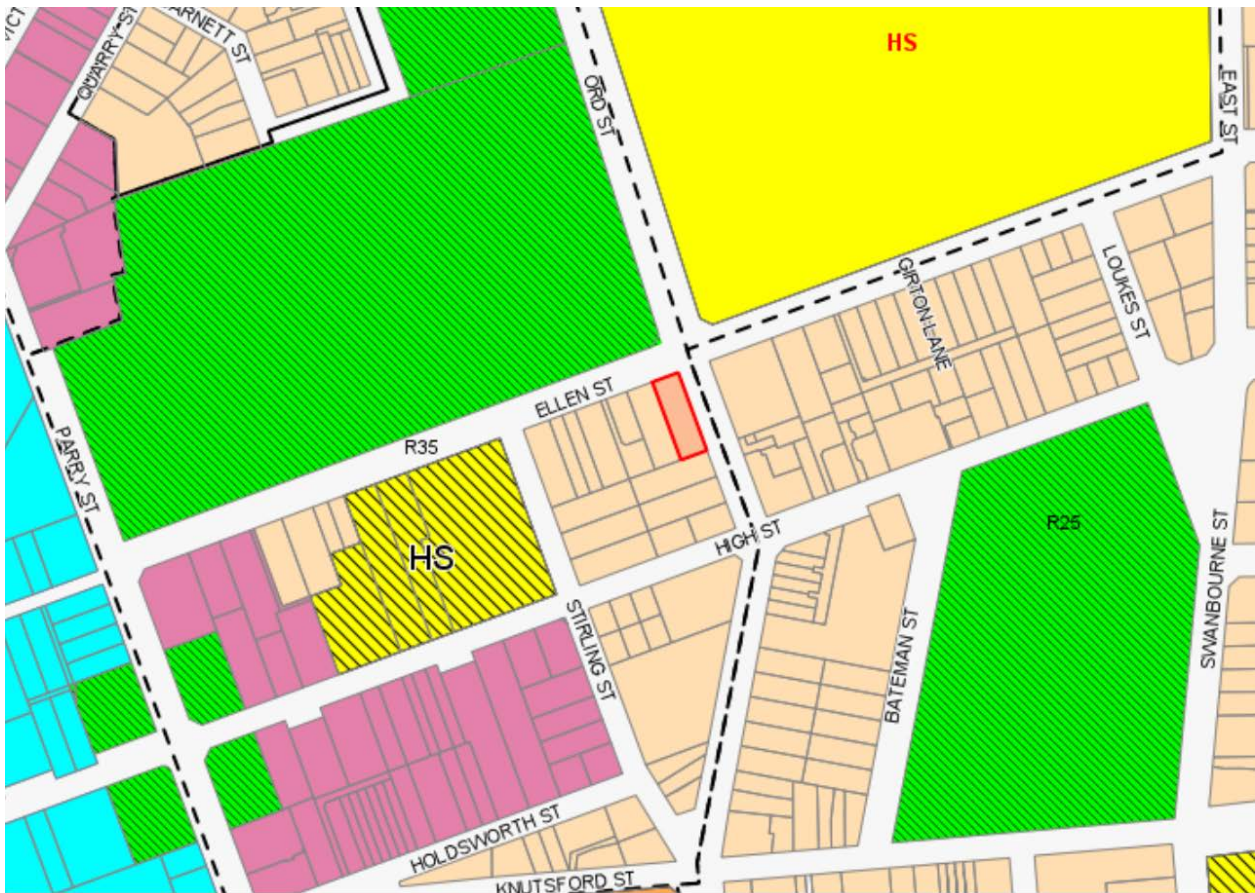 VICT
QUARRY ST
ARNETT ST
ORD ST
HS
EAST ST
GIRTON LANE
LOUKES ST
ELLEN ST
R35
PARRY ST
HS
HIGH ST
R25
SWANBOURNE ST
STIRLING ST
BATEMAN ST
HOLDSWORTH ST
KNUTSFORD ST